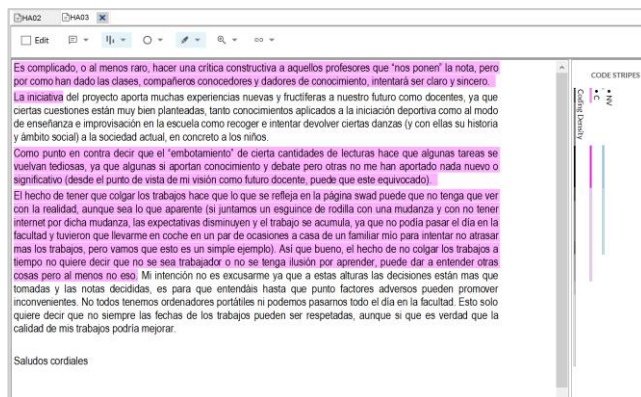 HA02 HA03
Edit
CODE STRIPES
Coding Density
C
NV
Es complicado, o al menos raro, hacer una crítica constructiva a aquellos profesores que “nos ponen” la nota, pero
por como han dado las clases, compañeros conocedores y dadores de conocimiento, intentará ser claro y sincero.
La iniciativa del proyecto aporta muchas experiencias nuevas y fructíferas a nuestro futuro como docentes, ya que
ciertas cuestiones están muy bien planteadas, tanto conocimientos aplicados a la iniciación deportiva como al modo
de enseñanza e improvisación en la escuela como recoger e intentar devolver ciertas danzas (y con ellas su historia
y ámbito social) a la sociedad actual, en concreto a los niños.
Como punto en contra decir que el “embotamiento” de cierta cantidades de lecturas hace que algunas tareas se
vuelvan tediosas, ya que algunas si aportan conocimiento y debate pero otras no me han aportado nada nuevo o
significativo (desde el punto de vista de mi visión como futuro docente, puede que este equivocado).
El hecho de tener que colgar los trabajos hace que lo que se refleja en la página swad puede que no tenga que ver
con la realidad, aunque sea lo que aparente (si juntamos un esguince de rodilla con una mudanza y con no tener
internet por dicha mudanza, las expectativas disminuyen y el trabajo se acumula, ya que no podía pasar el día en la
facultad y tuvieron que llevarme en coche en un par de ocasiones a casa de un familiar mío para intentar no atrasar
mas los trabajos, pero vamos que esto es un simple ejemplo). Así que bueno, el hecho de no colgar los trabajos a
tiempo no quiere decir que no se sea trabajador o no se tenga ilusión por aprender, puede dar a entender otras
cosas pero al menos no eso. Mi intención no es excusarme ya que a estas alturas las decisiones están mas que
tomadas y las notas decididas, es para que entendáis hasta que punto factores adversos pueden promover
inconvenientes. No todos tenemos ordenadores portátiles ni podemos pasarnos todo el día en la facultad. Esto solo
quiere decir que no siempre las fechas de los trabajos pueden ser respetadas, aunque si que es verdad que la
calidad de mis trabajos podría mejorar.
Saludos cordiales